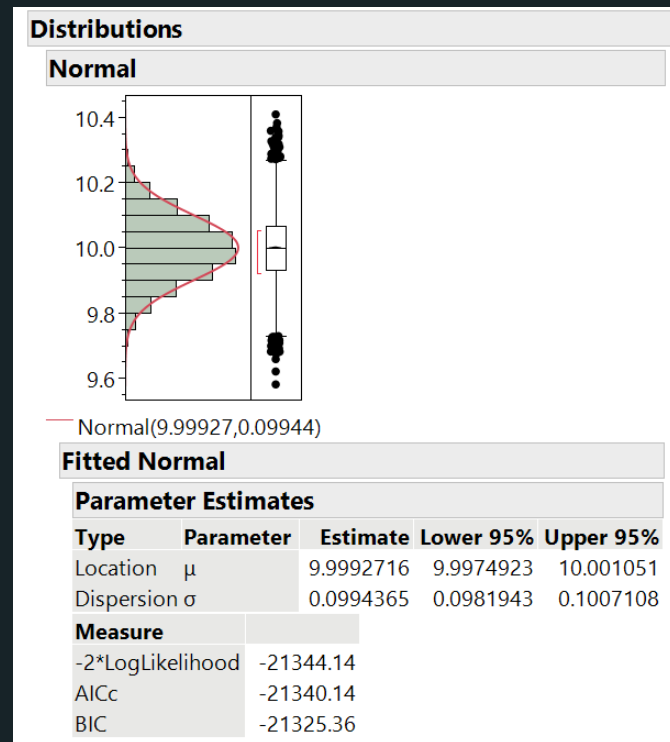 Distributions
Normal
10.4
10.2
10.0
9.8
9.6
Normal(9.99927,0.09944)
Fitted Normal
Parameter Estimates
Type Parameter Estimate Lower 95% Upper 95%
Location μ 9.9992716 9.9974923 10.001051
Dispersion σ 0.0994365 0.0981943 0.1007108
Measure
-2*LogLikelihood -21344.14
AICc -21340.14
BIC -21325.36